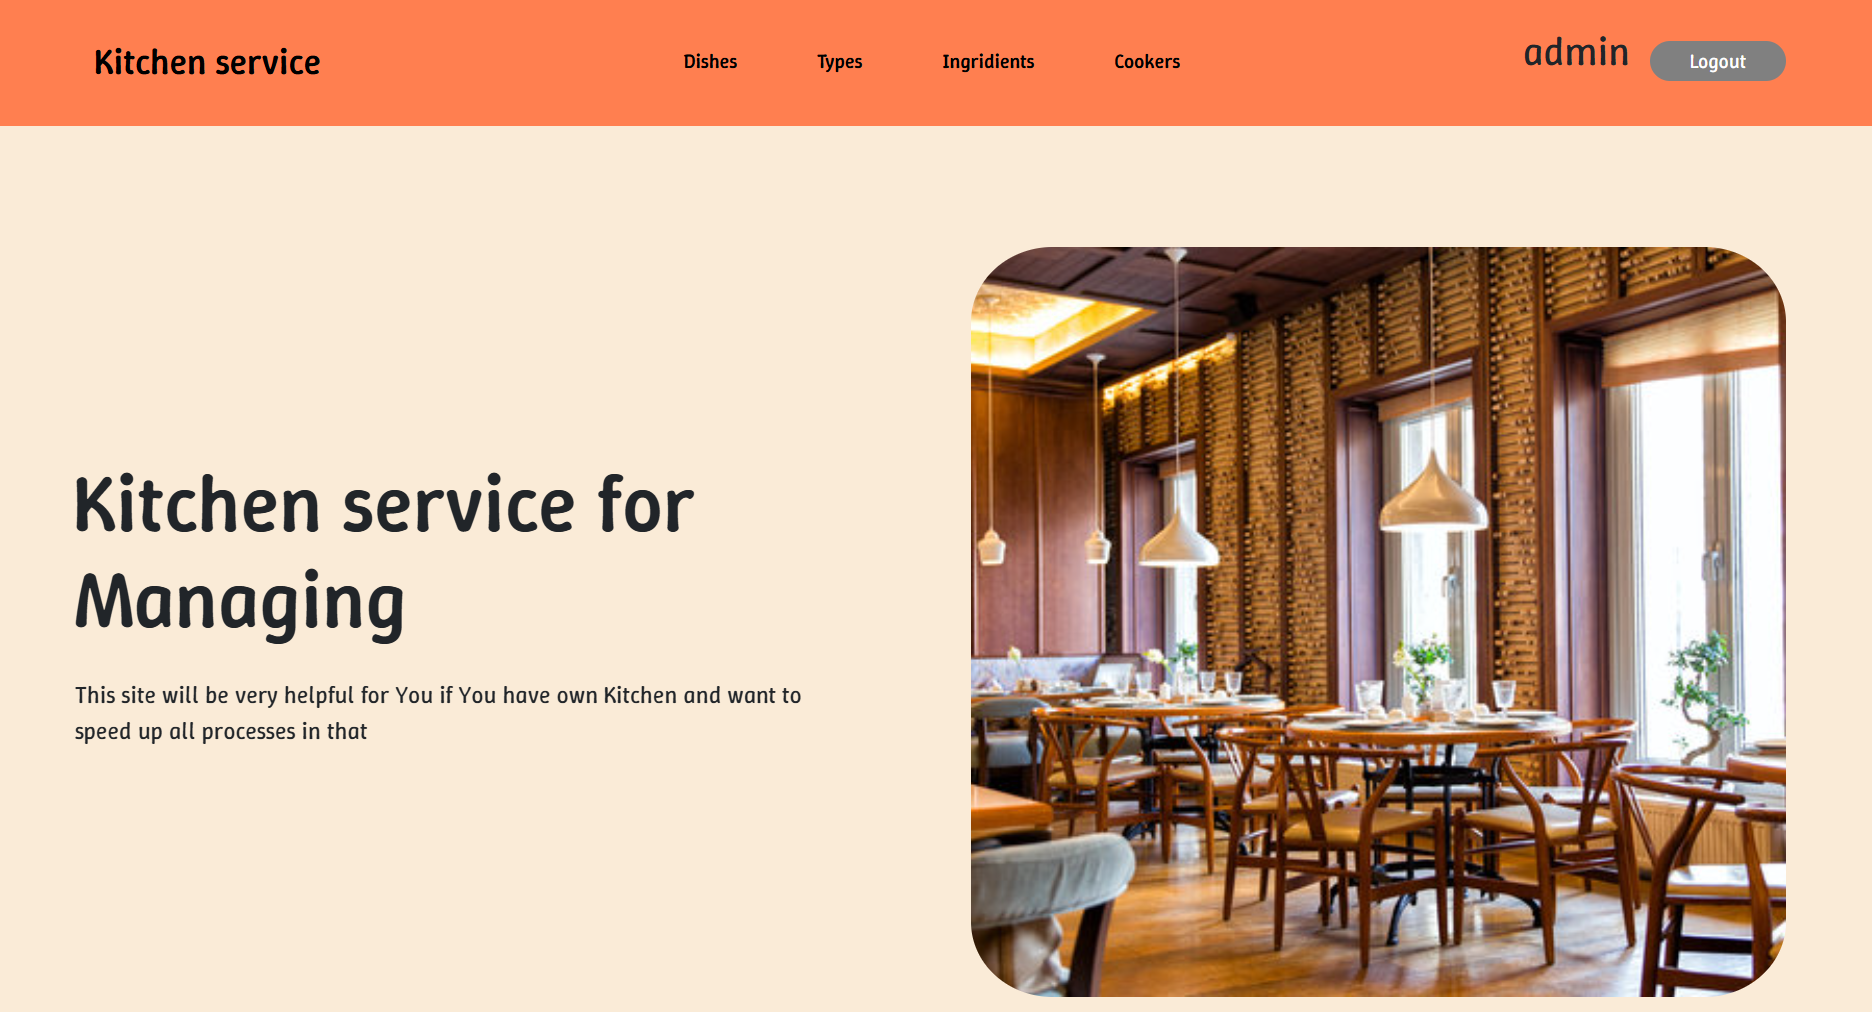 Kitchen service
Dishes
Types
Ingridients
Cookers
admin
Logout
Kitchen service for
Managing
This site will be very helpful for You if You have own Kitchen and want to
speed up all processes in that